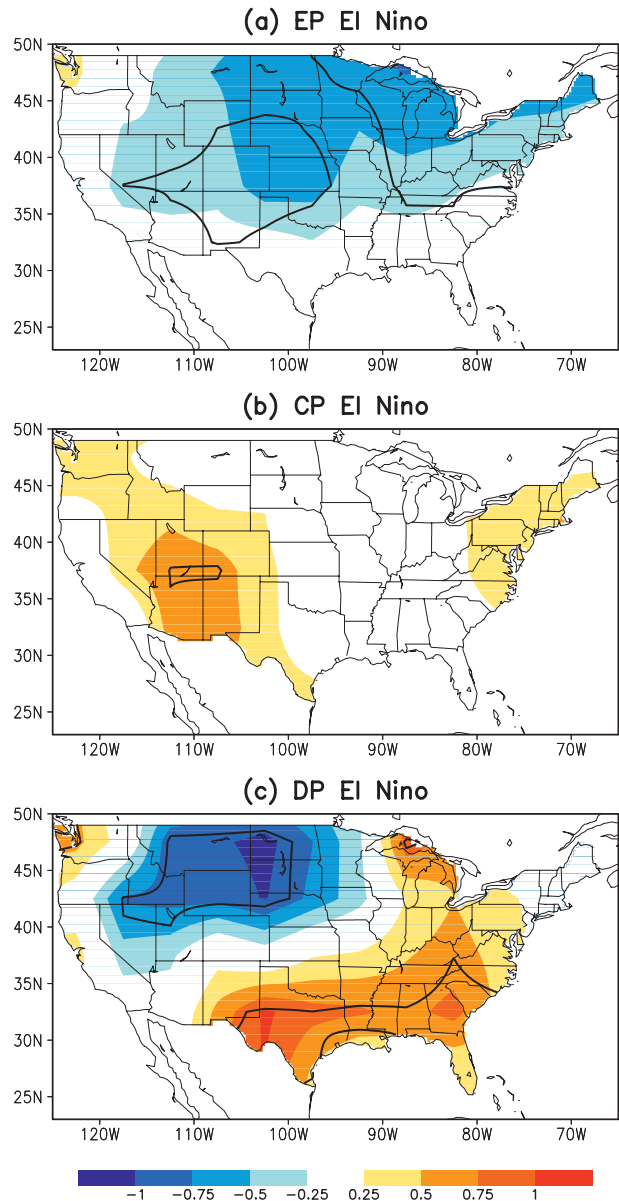 (a) EP El Nino
50N
45N
40N
35N
30N
25N
120W 110W 100W 90W 80W 70W
(b) CP El Nino
50N
45N
40N
35N
30N
25N
120W 110W 100W 90W 80W 70W
(c) DP El Nino
50N
45N
40N
35N
30N
25N
120W 110W 100W 90W 80W 70W
-1 -0.75 -0.5 -0.25 0.25 0.5 0.75 1